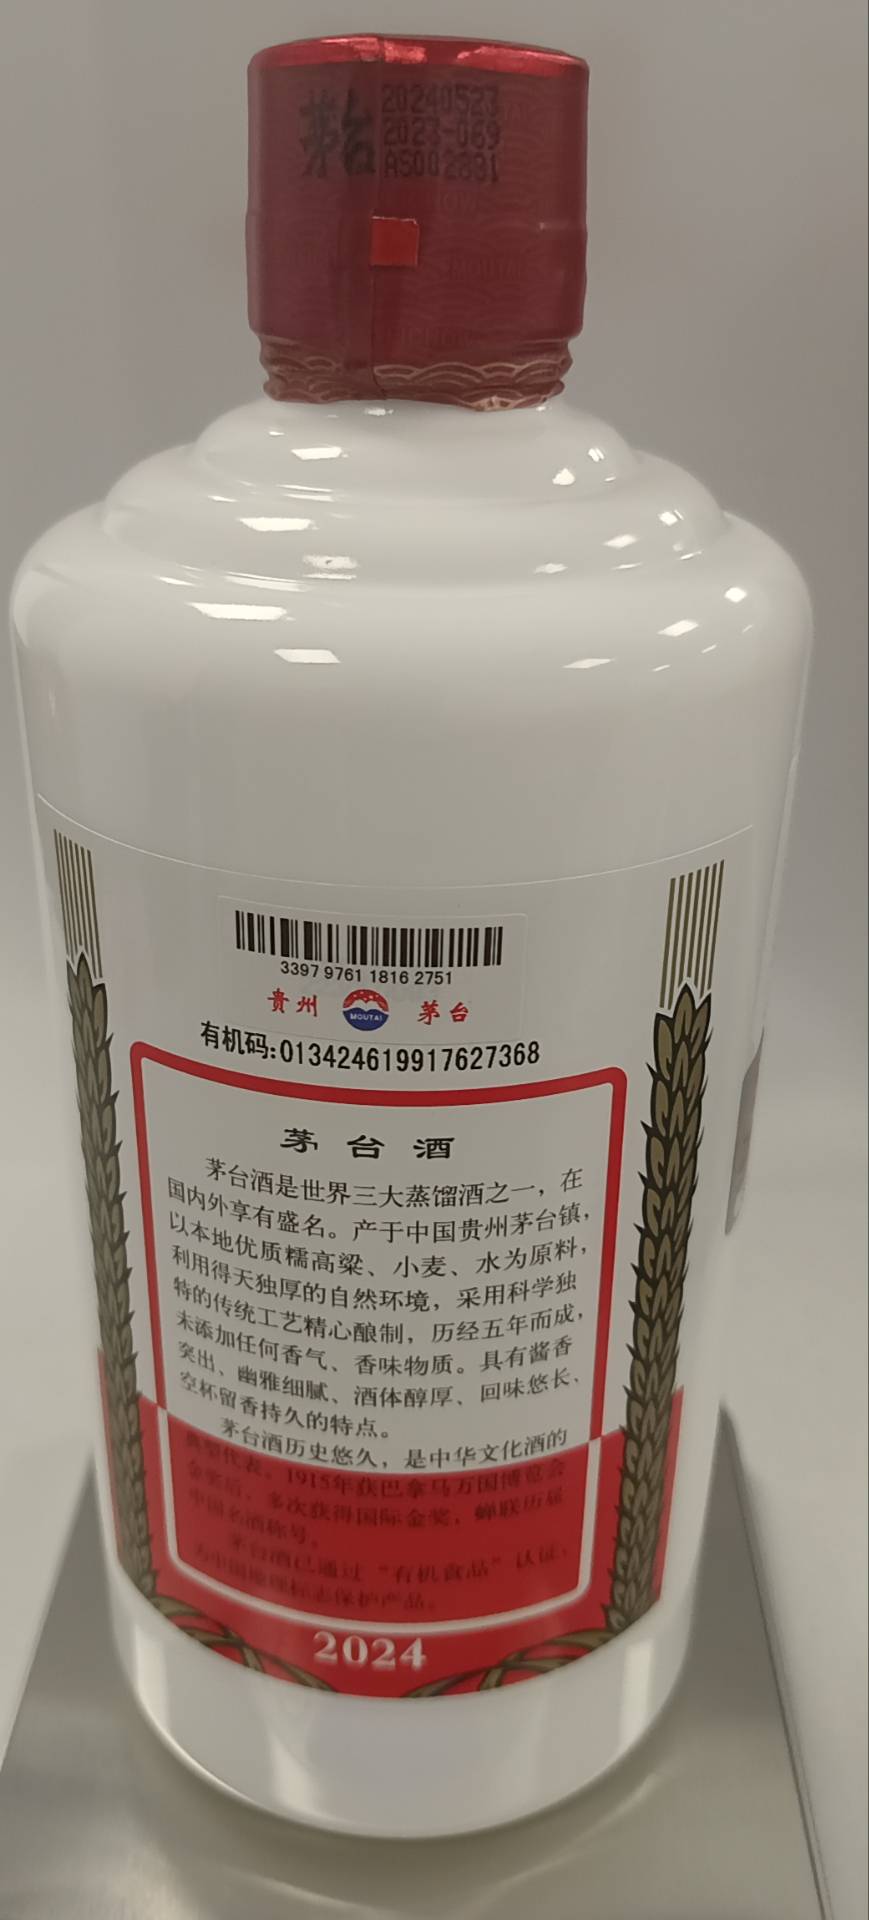 茅台
20240523
2023-069
A5002831
MOUTAI
3397 9761 1816 2751
贵州 MOUTAI 茅台
有机码:013424619917627368
茅台酒
茅台酒是世界三大蒸馏酒之一，在
国内外享有盛名。产于中国贵州茅台镇，
以本地优质糯高粱、小麦、水为原料，
利用得天独厚的自然环境，采用科学独
特的传统工艺精心酿制，历经五年而成，
未添加任何香气、香味物质。具有酱香
突出、幽雅细腻、酒体醇厚、回味悠长、
空杯留香持久的特点。
茅台酒历史悠久，是中华文化酒的
典型代表。1915年获巴拿马万国博览会
金奖后，多次获得国际金奖，蝉联历届
中国名酒称号。
茅台酒已通过“有机食品”认证，
为中国地理标志保护产品。
2024